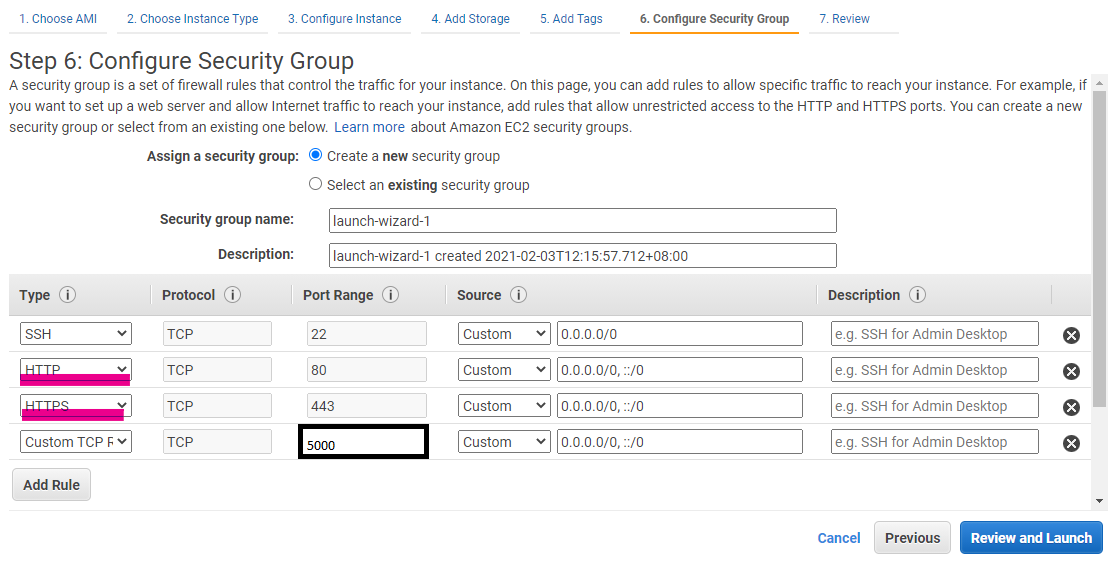 1. Choose AMI 2. Choose Instance Type 3. Configure Instance 4. Add Storage 5. Add Tags 6. Configure Security Group 7. Review
Step 6: Configure Security Group
A security group is a set of firewall rules that control the traffic for your instance. On this page, you can add rules to allow specific traffic to reach your instance. For example, if
you want to set up a web server and allow Internet traffic to reach your instance, add rules that allow unrestricted access to the HTTP and HTTPS ports. You can create a new
security group or select from an existing one below. Learn more about Amazon EC2 security groups.
Assign a security group: Create a new security group
Select an existing security group
Security group name: launch-wizard-1
Description: launch-wizard-1 created 2021-02-03T12:15:57.712+08:00
Type i Protocol i Port Range i Source i Description i
SSH TCP 22 Custom 0.0.0.0/0 e.g. SSH for Admin Desktop
HTTP TCP 80 Custom 0.0.0.0/0, ::/0 e.g. SSH for Admin Desktop
HTTPS TCP 443 Custom 0.0.0.0/0, ::/0 e.g. SSH for Admin Desktop
Custom TCP R TCP 5000 Custom 0.0.0.0/0, ::/0 e.g. SSH for Admin Desktop
Add Rule
Cancel Previous Review and Launch